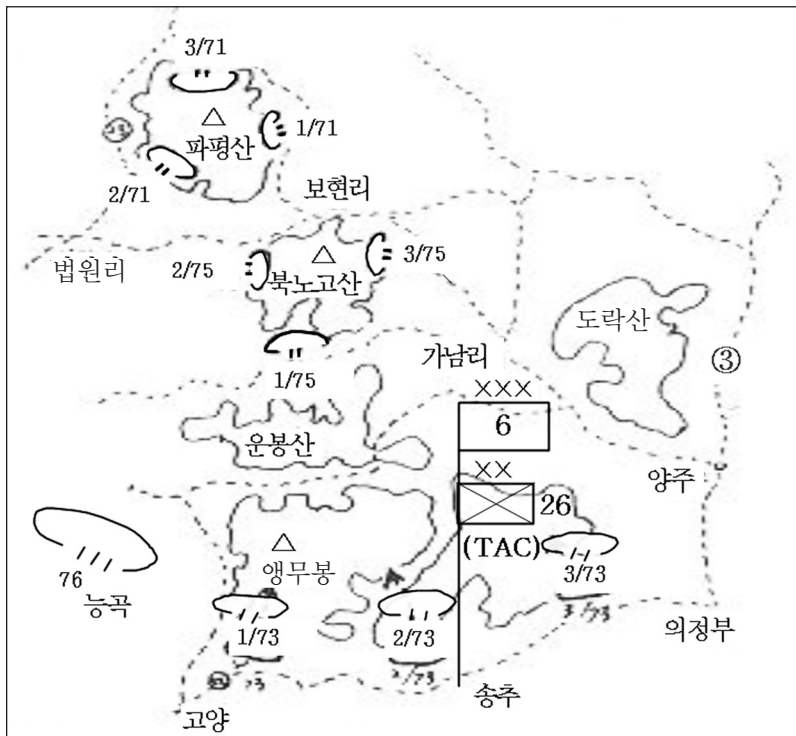 3/71
파평산
1/71
2/71
보현리
법원리
2/75
북노고산
3/75
도락산
가남리
③
1/75
×××
6
운봉산
××
26
양주
(TAC)
앵무봉
3/73
76
능곡
1/73
2/73
3/73
의정부
송추
고양